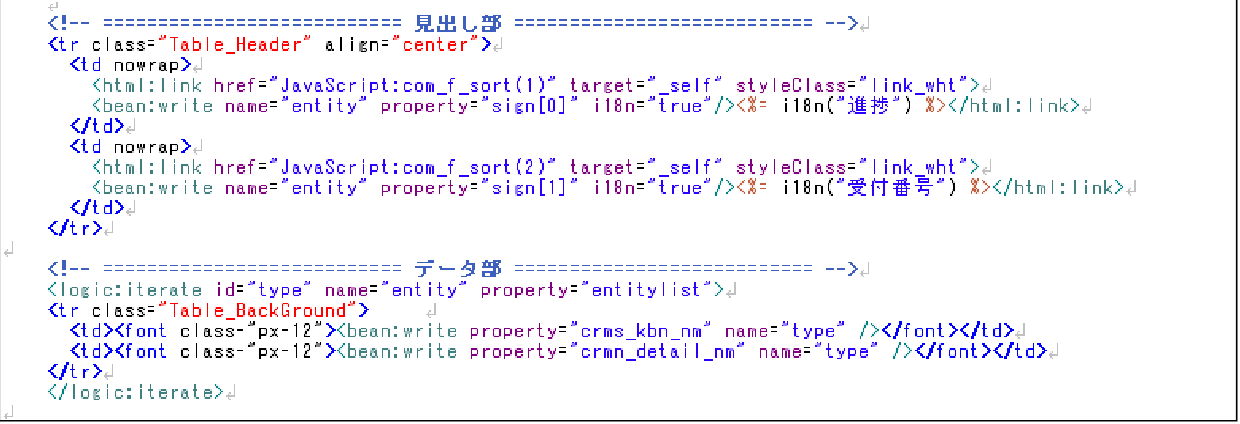 <!-- =========================== 見出し部 =========================== -->
<tr class="Table_Header" align="center">
<td nowrap>
<html:link href="JavaScript:com_f_sort(1)" target="_self" styleClass="link_wht">
<bean:write name="entity" property="sign[0]" i18n="true"/><%= i18n("進捗") %></html:link>
</td>
<td nowrap>
<html:link href="JavaScript:com_f_sort(2)" target="_self" styleClass="link_wht">
<bean:write name="entity" property="sign[1]" i18n="true"/><%= i18n("受付番号") %></html:link>
</td>
</tr>
<!-- =========================== データ部 =========================== -->
<logic:iterate id="type" name="entity" property="entitylist">
<tr class="Table_BackGround">
<td><font class="px-12"><bean:write property="crms_kbn_nm" name="type" /></font></td>
<td><font class="px-12"><bean:write property="crmn_detail_nm" name="type" /></font></td>
</tr>
</logic:iterate>